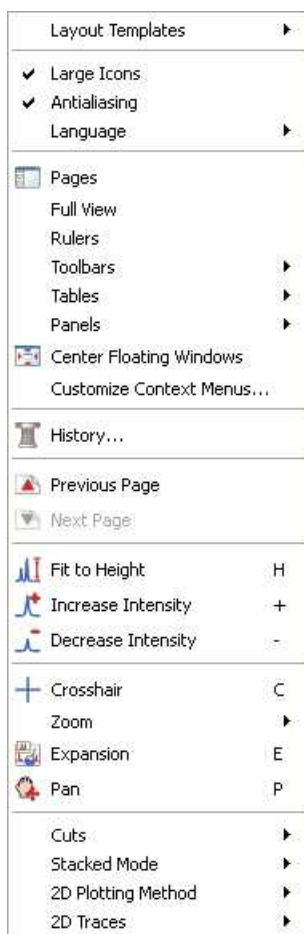 Layout Templates
Large Icons
Antialiasing
Language
Pages
Full View
Rulers
Toolbars
Tables
Panels
Center Floating Windows
Customize Context Menus...
History...
Previous Page
Next Page
Fit to Height H
Increase Intensity +
Decrease Intensity -
Crosshair C
Zoom
Expansion E
Pan P
Cuts
Stacked Mode
2D Plotting Method
2D Traces